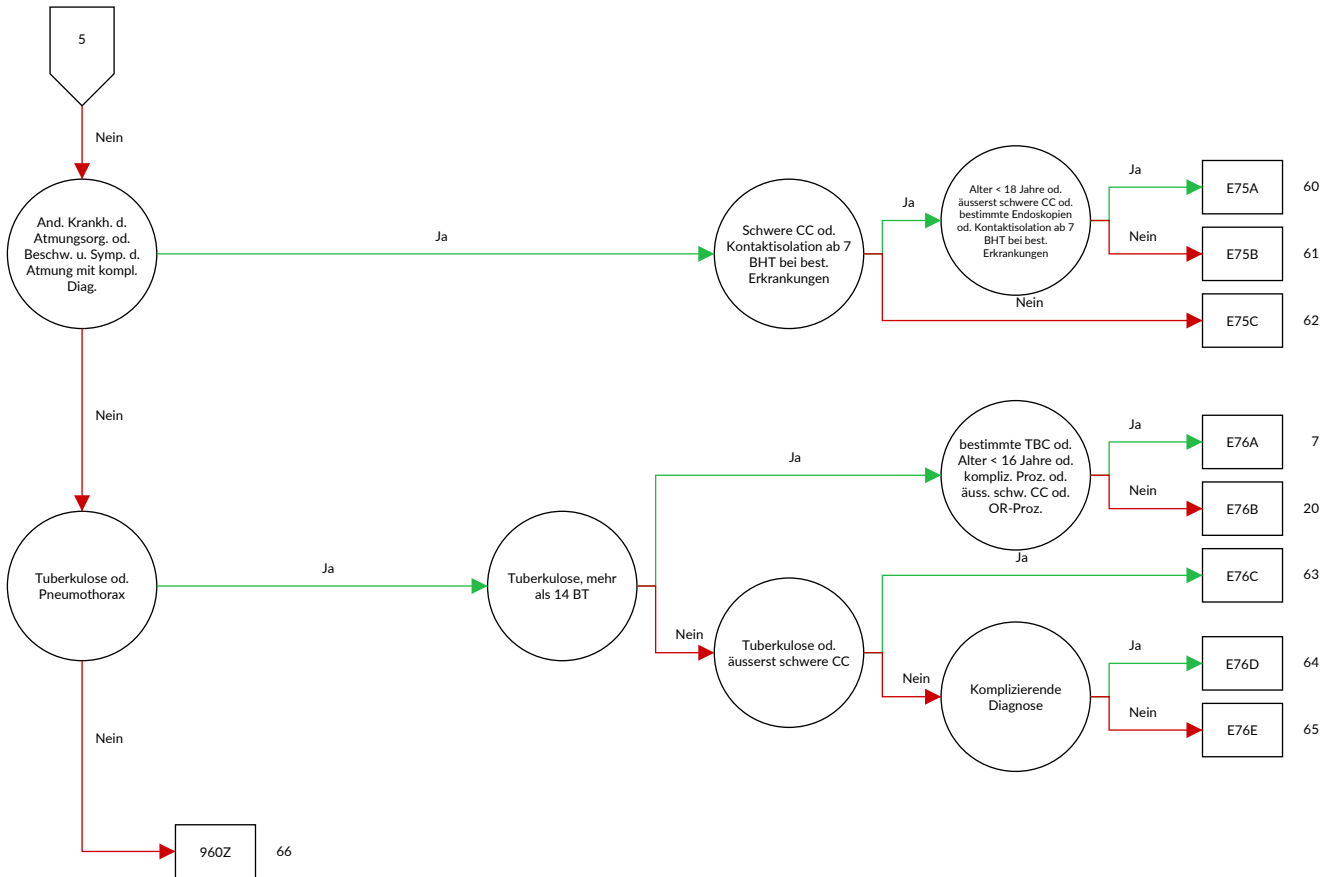 5
Nein
And. Krankh. d.
Atmungsorg. od.
Beschw. u. Symp. d.
Atmung mit kompl.
Diag.
Ja
Schwere CC od.
Kontaktisolation ab 7
BHT bei best.
Erkrankungen
Ja
Alter < 18 Jahre od.
äusserst schwere CC od.
bestimmte Endoskopien
od. Kontaktisolation ab 7
BHT bei best.
Erkrankungen
Ja
E75A
60
Nein
E75B
61
Nein
E75C
62
Nein
Tuberkulose od.
Pneumothorax
Ja
Tuberkulose, mehr
als 14 BT
Ja
bestimmte TBC od.
Alter < 16 Jahre od.
kompliz. Proz. od.
äuss. schw. CC od.
OR-Proz.
Ja
E76A
7
Nein
E76B
20
Nein
Tuberkulose od.
äusserst schwere CC
Ja
E76C
63
Nein
Komplizierende
Diagnose
Ja
E76D
64
Nein
E76E
65
Nein
960Z
66